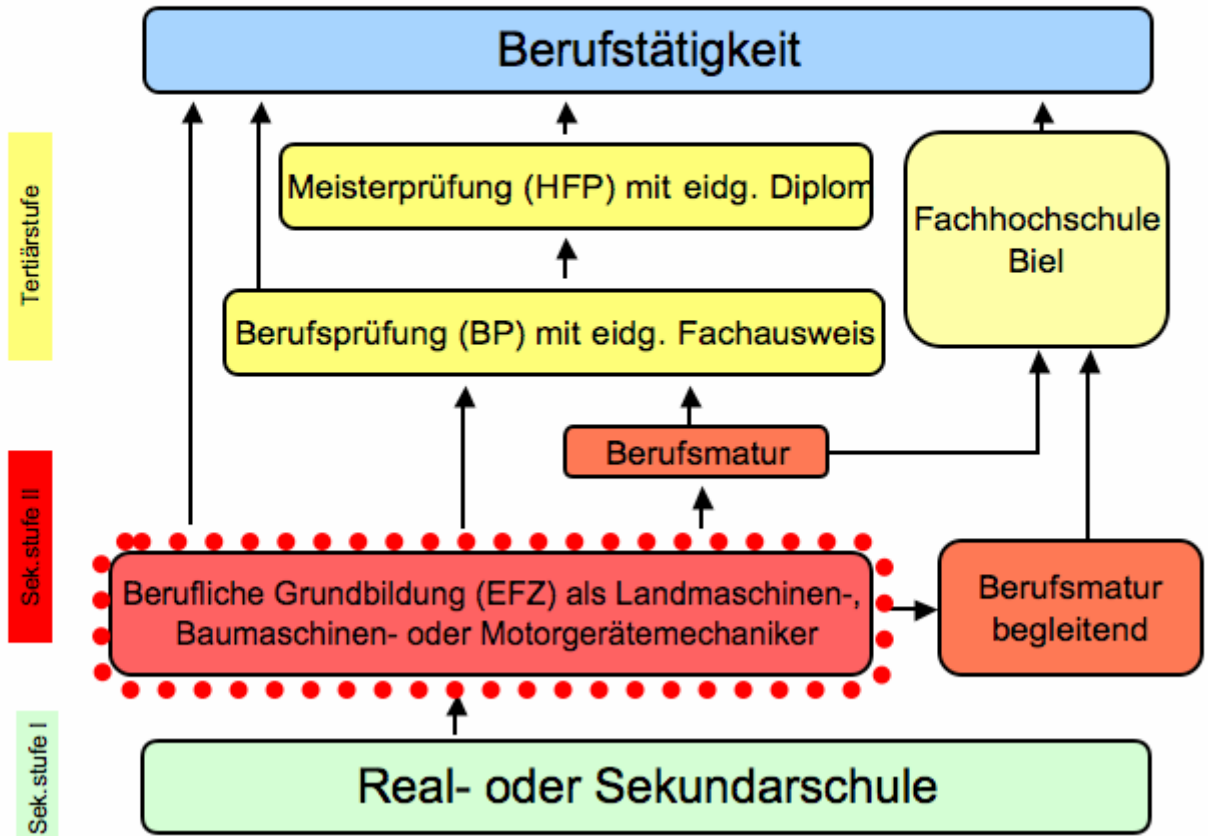 Berufstätigkeit
Tertiärstufe
Meisterprüfung (HFP) mit eidg. Diplom
Fachhochschule
Biel
Berufsprüfung (BP) mit eidg. Fachausweis
Sek.stufe II
Berufsmatur
Berufliche Grundbildung (EFZ) als Landmaschinen-,
Baumaschinen- oder Motorgerätemechaniker
Berufsmatur
begleitend
Sek.stufe I
Real- oder Sekundarschule